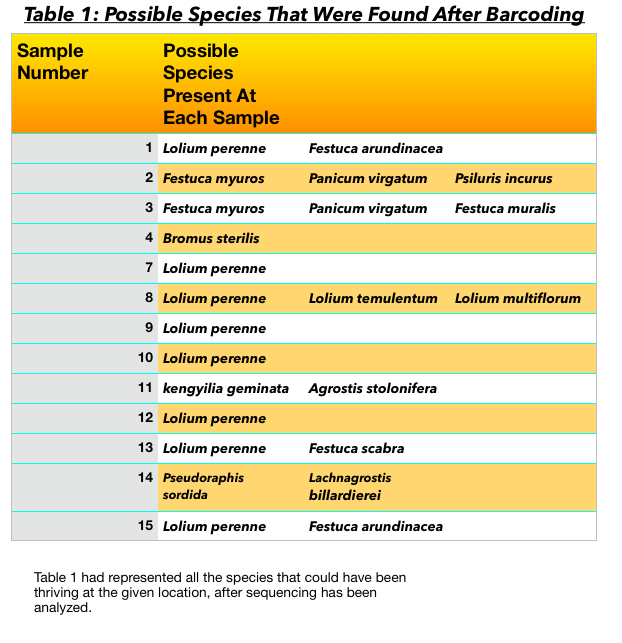 Table 1: Possible Species That Were Found After Barcoding
Sample Number
Possible Species Present At Each Sample
1 Lolium perenne Festuca arundinacea
2 Festuca myuros Panicum virgatum Psiluris incurus
3 Festuca myuros Panicum virgatum Festuca muralis
4 Bromus sterilis
7 Lolium perenne
8 Lolium perenne Lolium temulentum Lolium multiflorum
9 Lolium perenne
10 Lolium perenne
11 kengyilia geminata Agrostis stolonifera
12 Lolium perenne
13 Lolium perenne Festuca scabra
14 Pseudoraphis sordida Lachnagrostis billardierei
15 Lolium perenne Festuca arundinacea
Table 1 had represented all the species that could have been
thriving at the given location, after sequencing has been
analyzed.